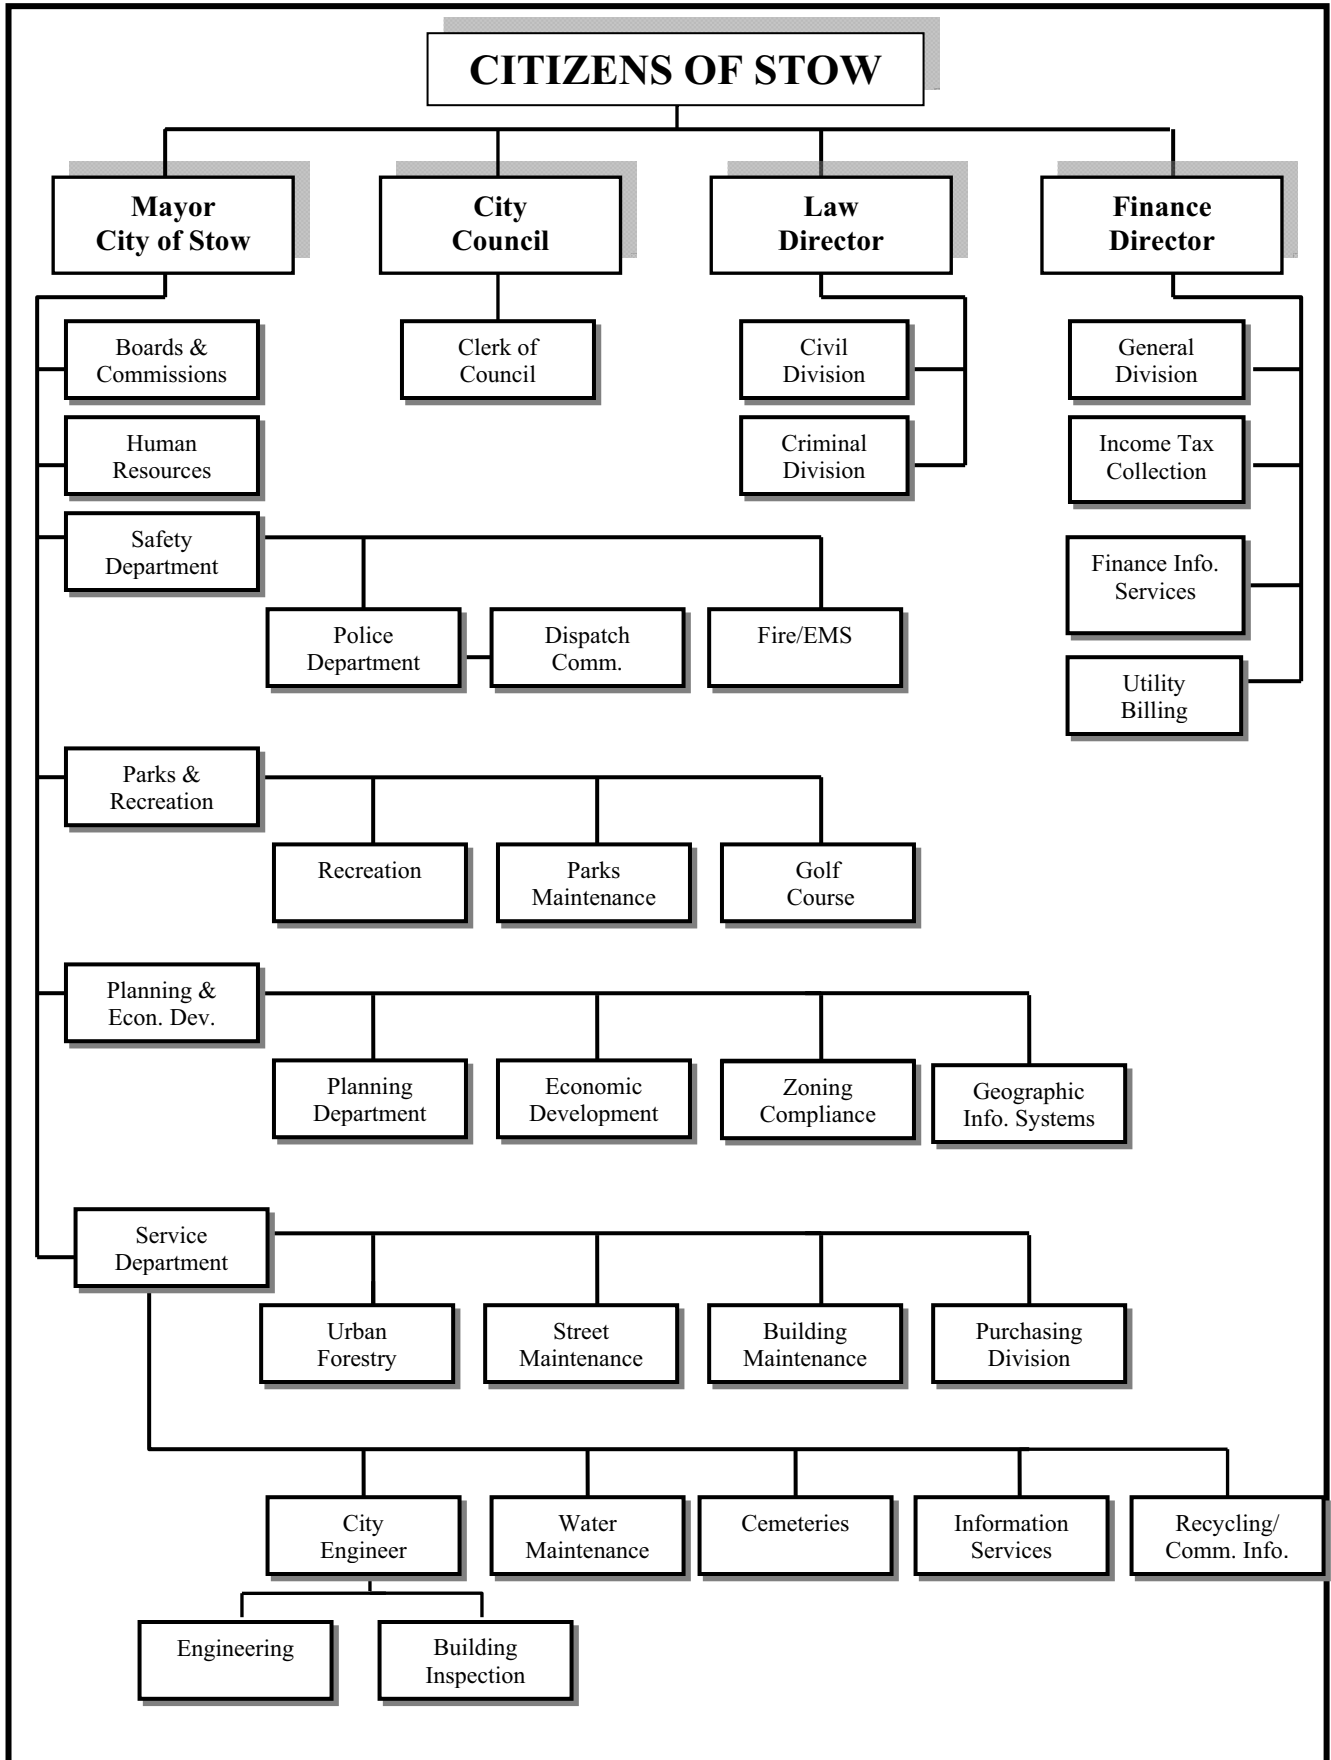 CITIZENS OF STOW
Mayor
City of Stow
City
Council
Law
Director
Finance
Director
Boards &
Commissions
Clerk of
Council
Civil
Division
General
Division
Human
Resources
Criminal
Division
Income Tax
Collection
Safety
Department
Finance Info.
Services
Police
Department
Dispatch
Comm.
Fire/EMS
Utility
Billing
Parks &
Recreation
Recreation
Parks
Maintenance
Golf
Course
Planning &
Econ. Dev.
Planning
Department
Economic
Development
Zoning
Compliance
Geographic
Info. Systems
Service
Department
Urban
Forestry
Street
Maintenance
Building
Maintenance
Purchasing
Division
City
Engineer
Water
Maintenance
Cemeteries
Information
Services
Recycling/
Comm. Info.
Engineering
Building
Inspection